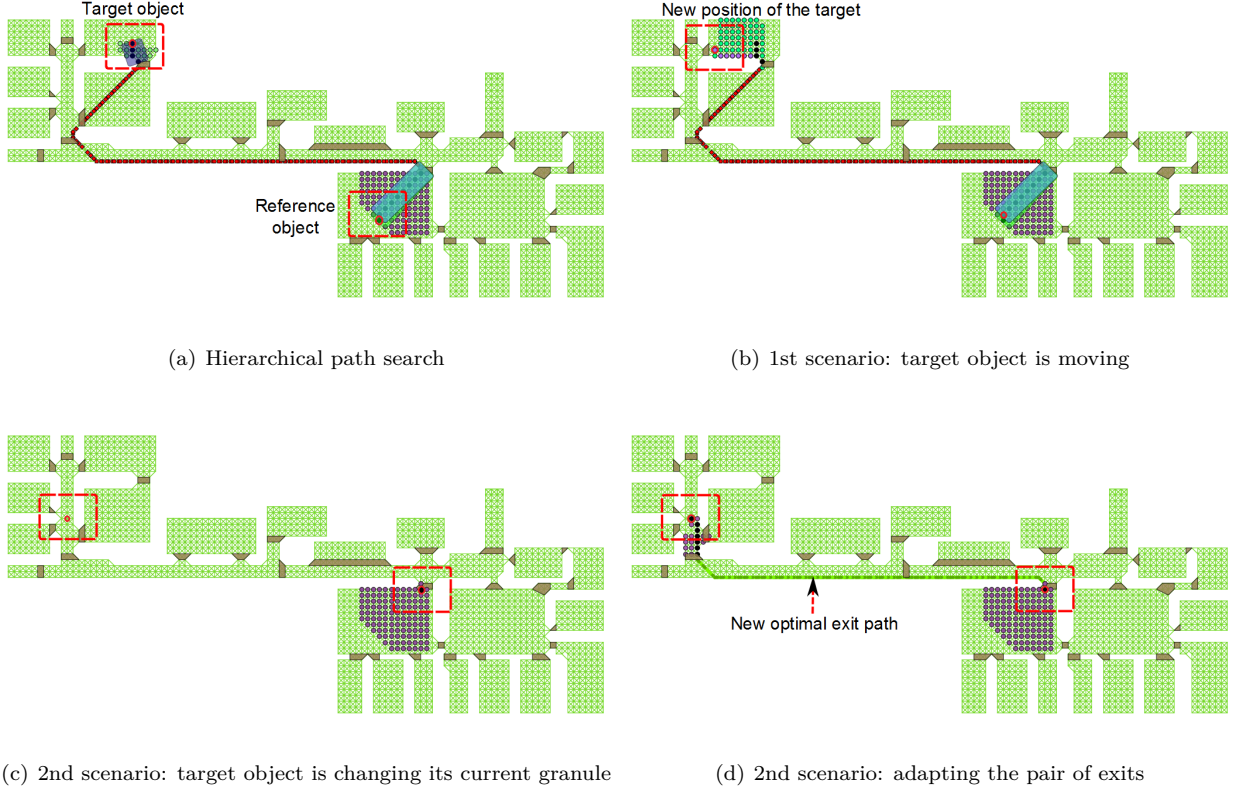 Target object
New position of the target
Reference
object
(a) Hierarchical path search
(b) 1st scenario: target object is moving
New optimal exit path
(c) 2nd scenario: target object is changing its current granule
(d) 2nd scenario: adapting the pair of exits